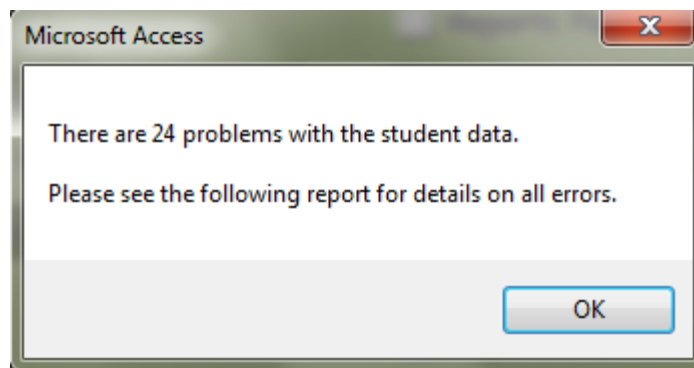 Microsoft Access
There are 24 problems with the student data.
Please see the following report for details on all errors.
OK